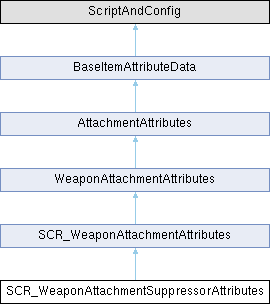 ScriptAndConfig
BaseItemAttributeData
AttachmentAttributes
WeaponAttachmentAttributes
SCR_WeaponAttachmentAttributes
SCR_WeaponAttachmentSuppressorAttributes